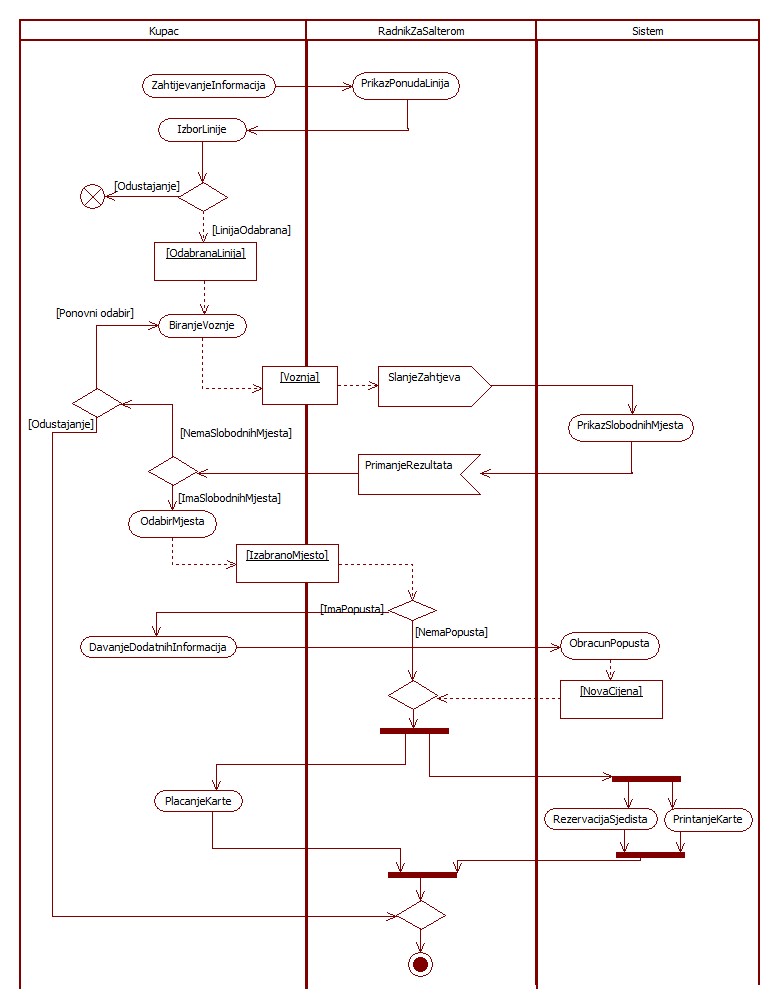 Kupac
RadnikZaSalterom
Sistem
ZahtijevanjeInformacija
PrikazPonudaLinija
IzborLinije
[Odustajanje]
[LinijaOdabrana]
[OdabranaLinija]
[Ponovni odabir]
BiranjeVoznje
[Voznja]
SlanjeZahtjeva
[Odustajanje]
PrikazSlobodnihMjesta
[NemaSlobodnihMjesta]
PrimanjeRezultata
[ImaSlobodnihMjesta]
OdabirMjesta
[IzabranoMjesto]
[ImaPopusta]
[NemaPopusta]
DavanjeDodatnihInformacija
ObracunPopusta
[NovaCijena]
PlacanjeKarte
RezervacijaSjedista
PrintanjeKarte